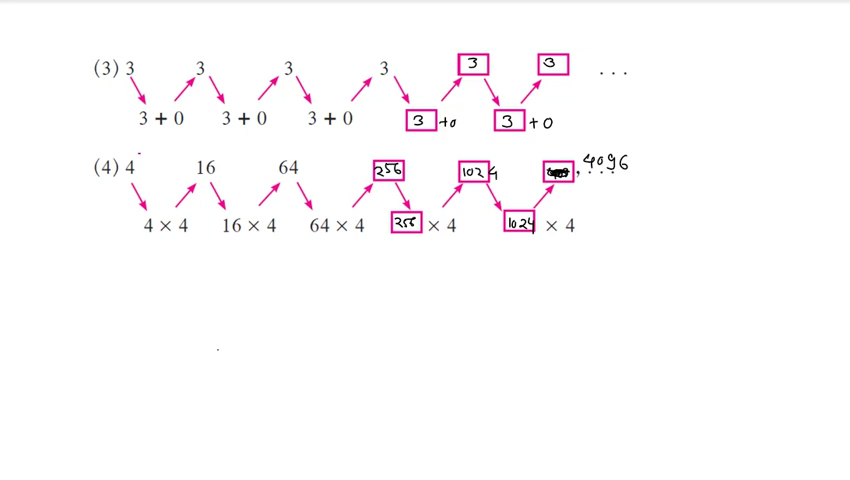 (3) 3 3 3 3 3 3 ...
3 + 0 3 + 0 3 + 0 3 +0 3 +0
(4) 4 16 64 256 1024 , 4096
4 × 4 16 × 4 64 × 4 256 × 4 1024 × 4